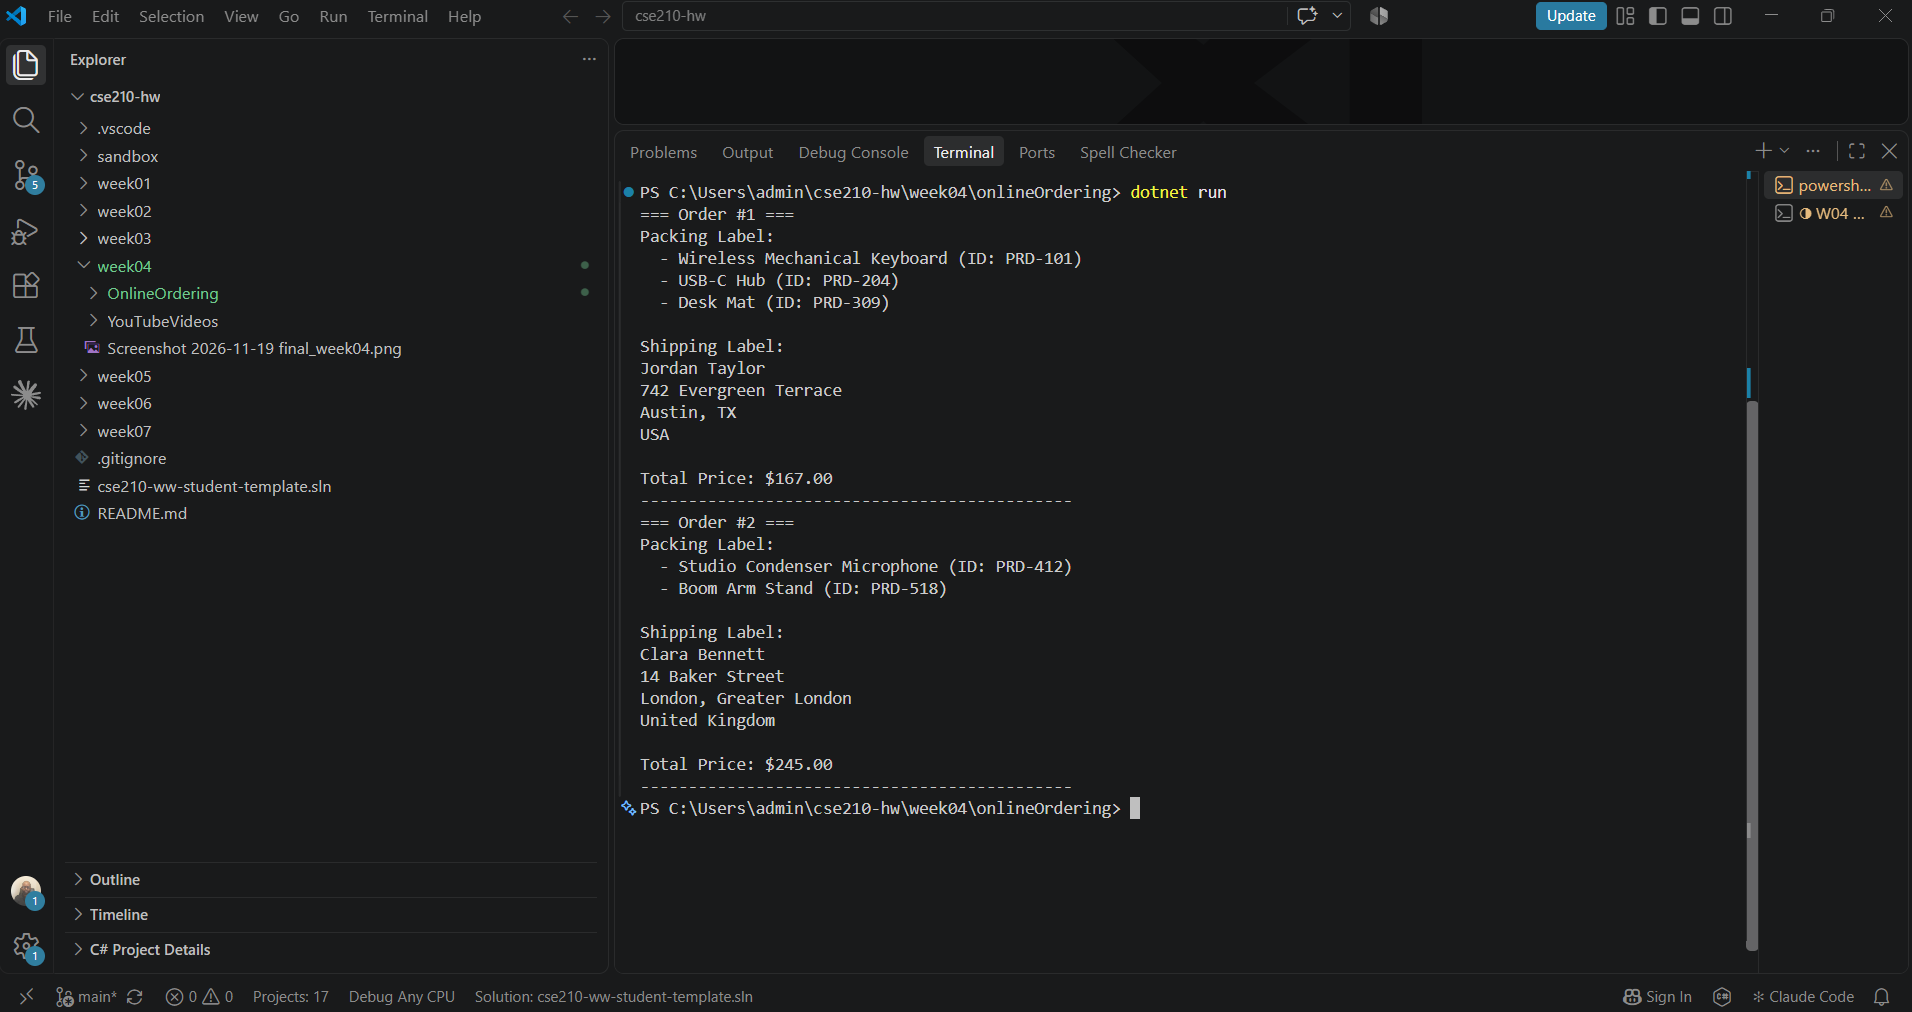 File Edit Selection View Go Run Terminal Help
cse210-hw
Update
Explorer
cse210-hw
.vscode
sandbox
week01
week02
week03
week04
OnlineOrdering
YouTubeVideos
Screenshot 2026-11-19 final_week04.png
week05
week06
week07
.gitignore
cse210-ww-student-template.sln
README.md
Outline
Timeline
C# Project Details
5
1
1
Problems Output Debug Console Terminal Ports Spell Checker
PS C:\Users\admin\cse210-hw\week04\onlineOrdering> dotnet run
=== Order #1 ===
Packing Label:
- Wireless Mechanical Keyboard (ID: PRD-101)
- USB-C Hub (ID: PRD-204)
- Desk Mat (ID: PRD-309)
Shipping Label:
Jordan Taylor
742 Evergreen Terrace
Austin, TX
USA
Total Price: $167.00
---------------------------------------------
=== Order #2 ===
Packing Label:
- Studio Condenser Microphone (ID: PRD-412)
- Boom Arm Stand (ID: PRD-518)
Shipping Label:
Clara Bennett
14 Baker Street
London, Greater London
United Kingdom
Total Price: $245.00
---------------------------------------------
PS C:\Users\admin\cse210-hw\week04\onlineOrdering>
powersh...
W04 ...
main* 0 0 Projects: 17 Debug Any CPU Solution: cse210-ww-student-template.sln
Sign In C# Claude Code